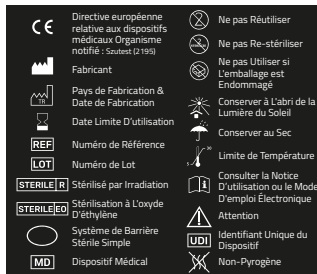 CE
Directive européenne
relative aux dispositifs
médicaux Organisme
notifié : Szutest (2195)
Fabricant
TR
Pays de Fabrication &
Date de Fabrication
Date Limite D'utilisation
REF Numéro de Référence
LOT Numéro de Lot
STERILE R Stérilisé par Irradiation
STERILE EO Stérilisation à L'oxyde
D'éthylène
Système de Barrière
Stérile Simple
MD Dispositif Médical
2
Ne pas Réutiliser
Ne pas Re-stériliser
Ne pas Utiliser si
L'emballage est
Endommagé
Conserver à L'abri de la
Lumière du Soleil
Conserver au Sec
Limite de Température
Consulter la Notice
D'utilisation ou le Mode
D'emploi Électronique
Attention
UDI Identifiant Unique du
Dispositif
Non-Pyrogène